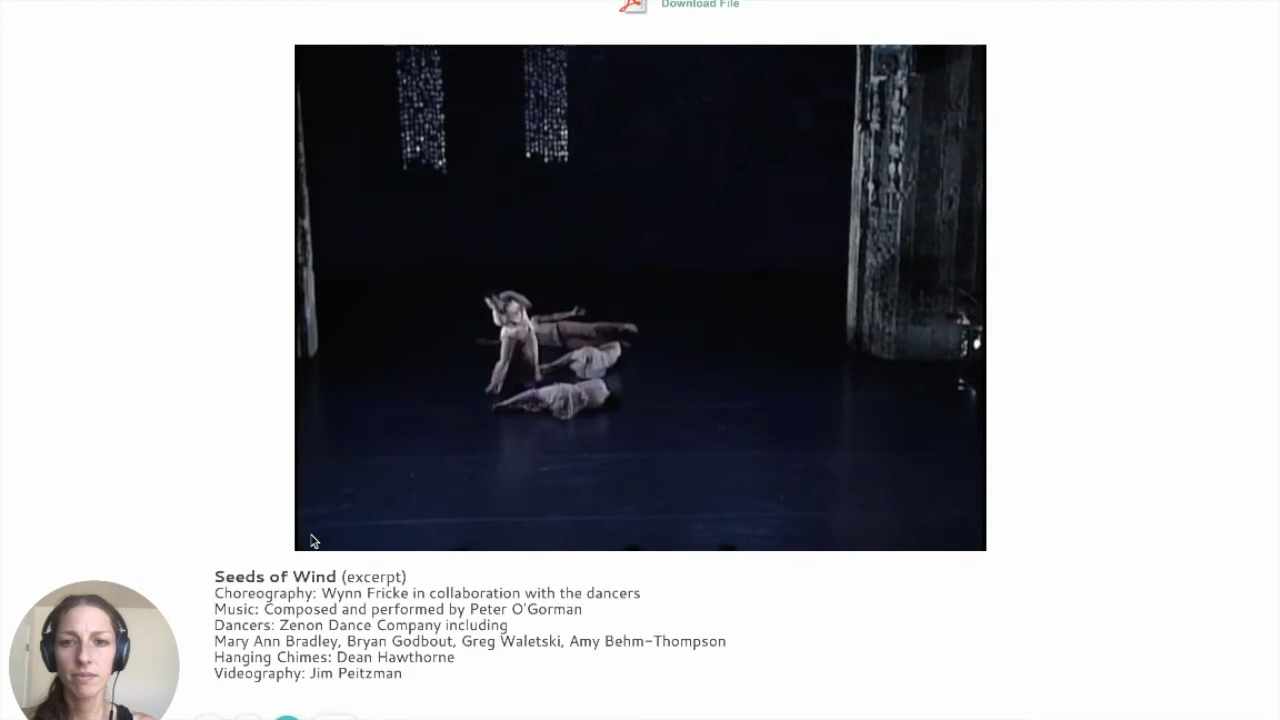 Download File
Seeds of Wind (excerpt)
Choreography: Wynn Fricke in collaboration with the dancers
Music: Composed and performed by Peter O'Gorman
Dancers: Zenon Dance Company including
Mary Ann Bradley, Bryan Godbout, Greg Waletski, Amy Behm-Thompson
Hanging Chimes: Dean Hawthorne
Videography: Jim Peitzman